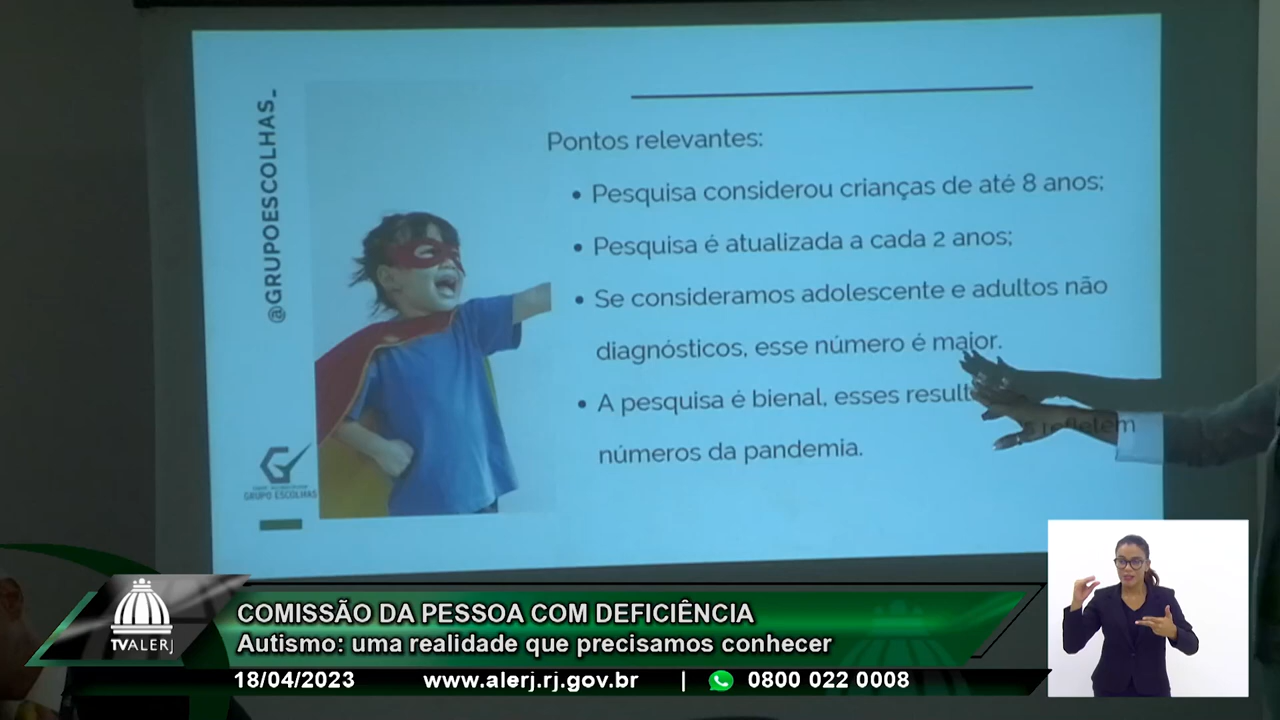 @GRUPOESCOLHAS_
Pontos relevantes:
• Pesquisa considerou crianças de até 8 anos;
• Pesquisa é atualizada a cada 2 anos;
• Se consideramos adolescente e adultos não
diagnósticos, esse número é maior.
• A pesquisa é bienal, esses result refletem
números da pandemia.
GRUPO ESCOLHAS
COMISSÃO DA PESSOA COM DEFICIÊNCIA
Autismo: uma realidade que precisamos conhecer
TVALERJ
18/04/2023 www.alerj.rj.gov.br | 0800 022 0008